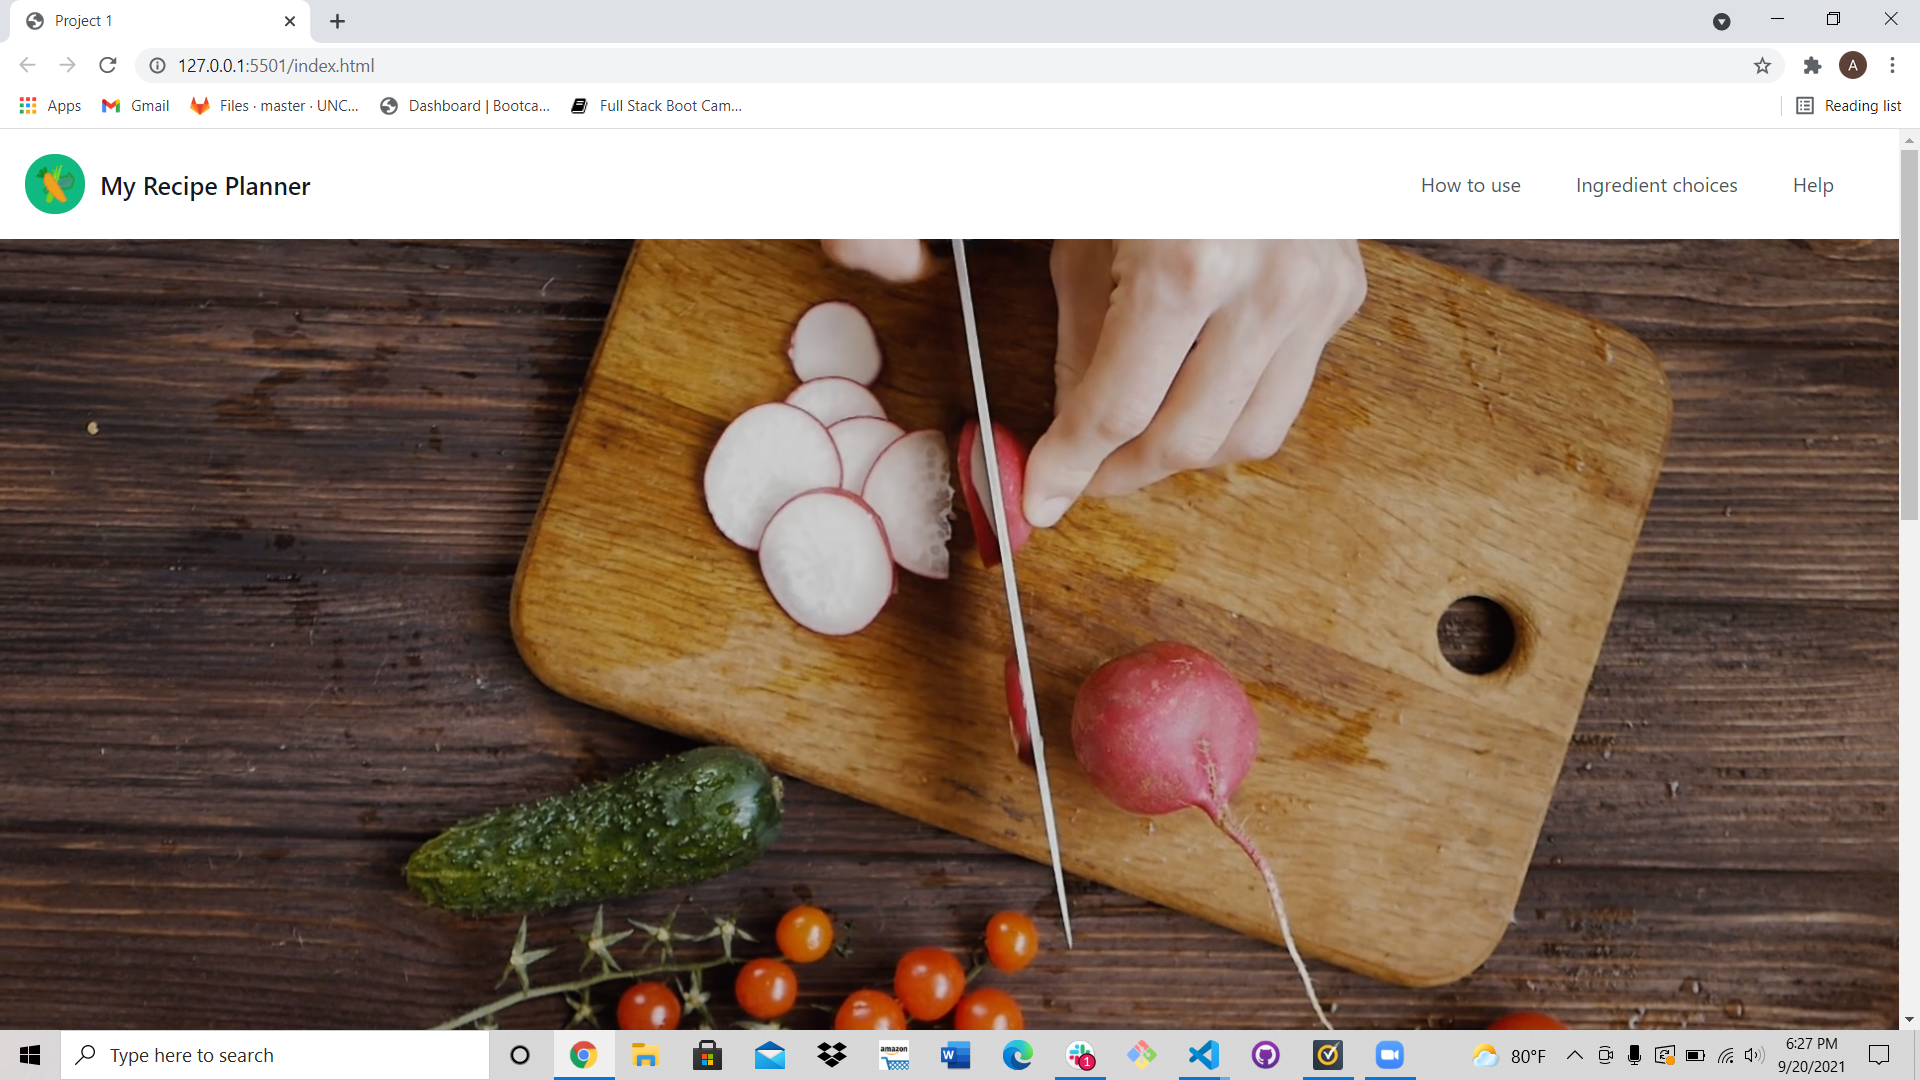 Project 1
127.0.0.1:5501/index.html
Apps
Gmail
Files · master · UNC...
Dashboard | Bootca...
Full Stack Boot Cam...
Reading list
A
My Recipe Planner
How to use
Ingredient choices
Help
Type here to search
amazon
W
1
80°F
6:27 PM
9/20/2021